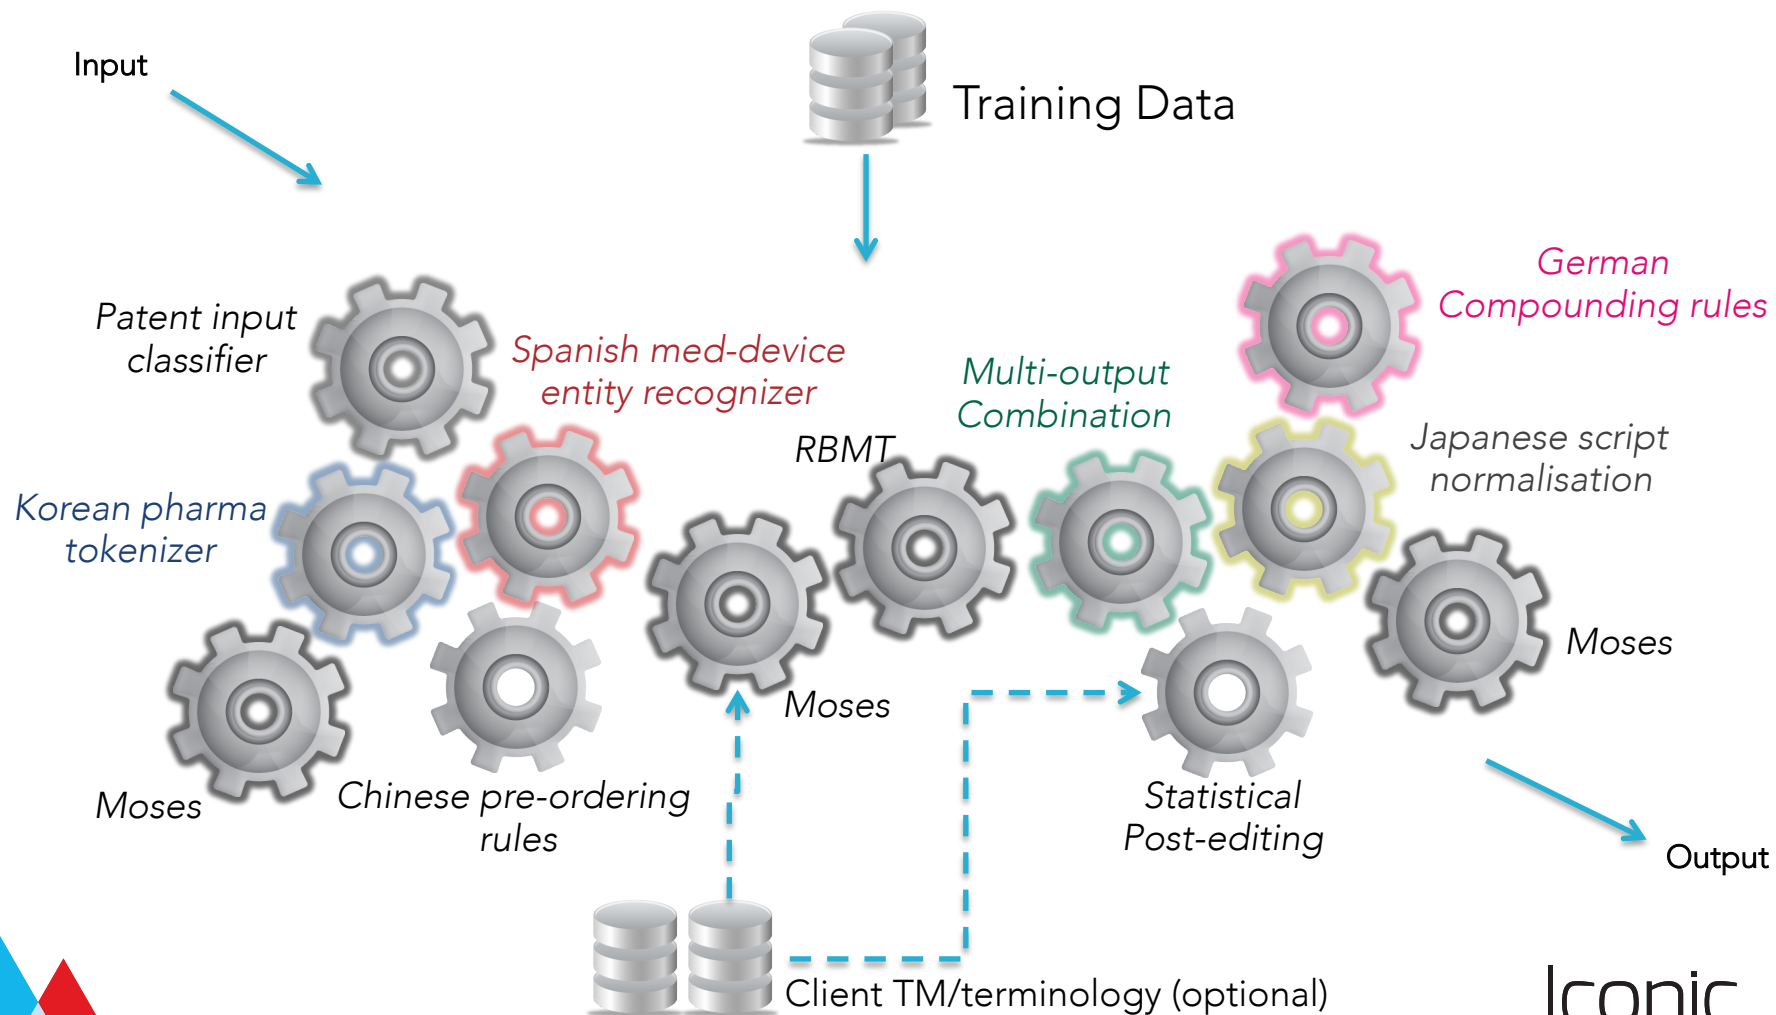 Input
Training Data
German
Compounding rules
Patent input
classifier
Spanish med-device
entity recognizer
Multi-output
Combination
RBMT
Japanese script
normalisation
Korean pharma
tokenizer
Moses
Moses
Moses
Chinese pre-ordering
rules
Statistical
Post-editing
Output
Client TM/terminology (optional)
Iconic